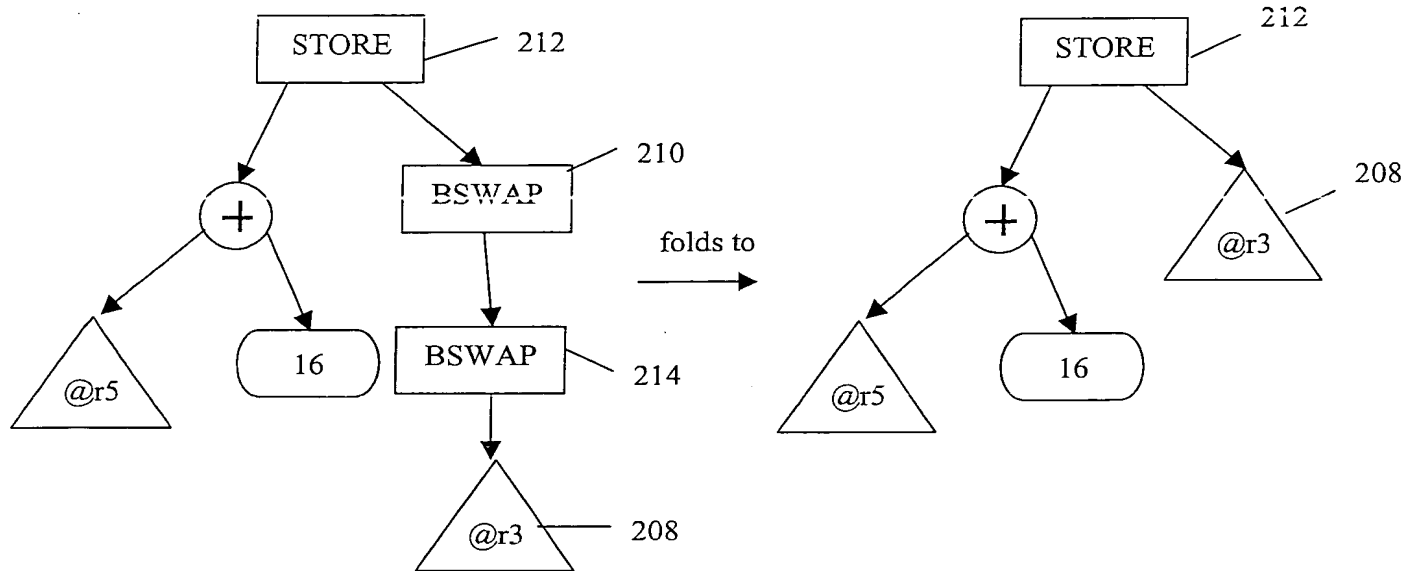 STORE
212
210
BSWAP
+
folds to
BSWAP
214
16
@r5
@r3
208
STORE
212
208
@r3
+
16
@r5